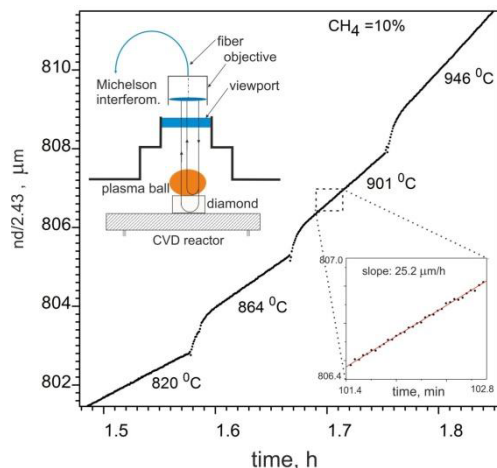 CH4 =10%
fiber
objective
Michelson
interferom.
viewport
plasma ball
diamond
CVD reactor
946 ⁰C
901 ⁰C
864 ⁰C
820 ⁰C
slope: 25.2 μm/h
807.0
806.4
101.4
102.8
time, min
nd/2.43 , μm
810
808
806
804
802
1.5
1.6
1.7
1.8
time, h